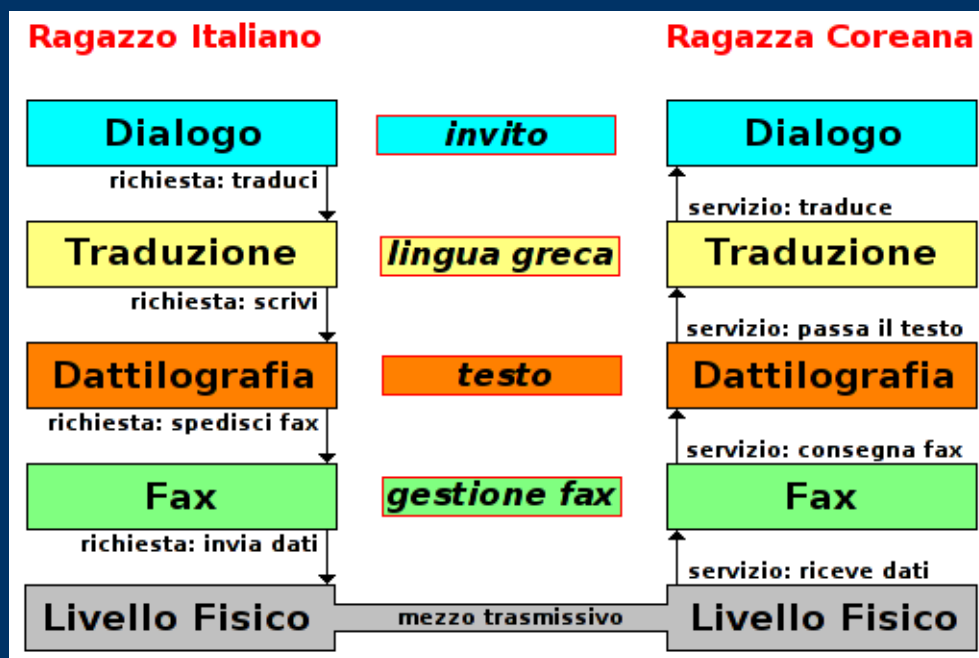 Ragazzo Italiano
Ragazza Coreana
Dialogo
invito
Dialogo
richiesta: traduci
servizio: traduce
Traduzione
lingua greca
Traduzione
richiesta: scrivi
servizio: passa il testo
Dattilografia
testo
Dattilografia
richiesta: spedisci fax
servizio: consegna fax
Fax
gestione fax
Fax
richiesta: invia dati
servizio: riceve dati
Livello Fisico
mezzo trasmissivo
Livello Fisico